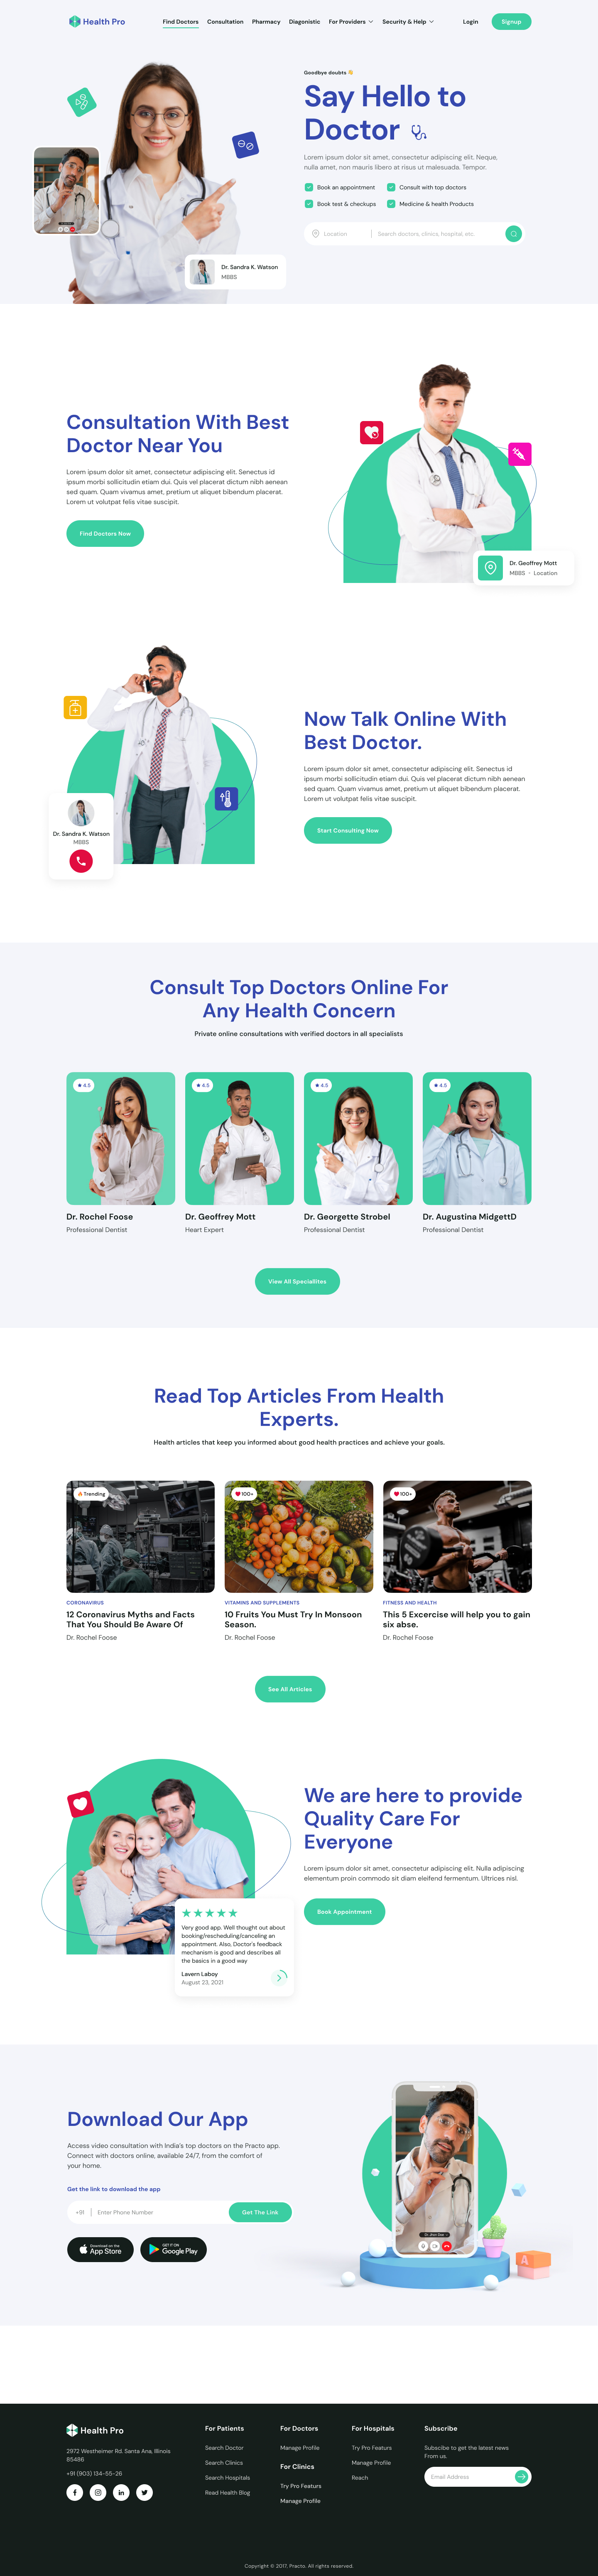 Health Pro
Find Doctors
Consultation
Pharmacy
Diagonistic
For Providers
Security & Help
Login
Signup
Goodbye doubts
Say Hello to
Doctor
Lorem ipsum dolor sit amet, consectetur adipiscing elit. Neque,
nulla amet, non mauris libero at risus ut malesuada. Tempor.
Book an appointment
Consult with top doctors
Book test & checkups
Medicine & health Products
Location
Search doctors, clinics, hospital, etc.
Dr. Sandra K. Watson
MBBS
Consultation With Best
Doctor Near You
Lorem ipsum dolor sit amet, consectetur adipiscing elit. Senectus id
ipsum morbi sollicitudin etiam dui. Quis vel placerat dictum nibh aenean
sed quam. Quam vivamus amet, pretium ut aliquet bibendum placerat.
Lorem ut volutpat felis vitae suscipit.
Find Doctors Now
Dr. Geoffrey Mott
MBBS • Location
Now Talk Online With
Best Doctor.
Lorem ipsum dolor sit amet, consectetur adipiscing elit. Senectus id
ipsum morbi sollicitudin etiam dui. Quis vel placerat dictum nibh aenean
sed quam. Quam vivamus amet, pretium ut aliquet bibendum placerat.
Lorem ut volutpat felis vitae suscipit.
Start Consulting Now
Dr. Sandra K. Watson
MBBS
Consult Top Doctors Online For
Any Health Concern
Private online consultations with verified doctors in all specialists
4.5
4.5
4.5
4.5
Dr. Rochel Foose
Professional Dentist
Dr. Geoffrey Mott
Heart Expert
Dr. Georgette Strobel
Professional Dentist
Dr. Augustina MidgettD
Professional Dentist
View All Speciallites
Read Top Articles From Health
Experts.
Health articles that keep you informed about good health practices and achieve your goals.
Trending
100+
100+
CORONAVIRUS
12 Coronavirus Myths and Facts
That You Should Be Aware Of
Dr. Rochel Foose
VITAMINS AND SUPPLEMENTS
10 Fruits You Must Try In Monsoon
Season.
Dr. Rochel Foose
FITNESS AND HEALTH
This 5 Excercise will help you to gain
six abse.
Dr. Rochel Foose
See All Articles
We are here to provide
Quality Care For
Everyone
Lorem ipsum dolor sit amet, consectetur adipiscing elit. Nulla adipiscing
elementum proin commodo sit diam eleifend fermentum. Ultrices nisl.
Book Appointment
Very good app. Well thought out about
booking/rescheduling/canceling an
appointment. Also, Doctor's feedback
mechanism is good and describes all
the basics in a good way
Lavern Laboy
August 23, 2021
Download Our App
Access video consultation with India's top doctors on the Practo app.
Connect with doctors online, available 24/7, from the comfort of
your home.
Get the link to download the app
+91
Enter Phone Number
Get The Link
Download on the
App Store
GET IT ON
Google Play
A
Health Pro
2972 Westheimer Rd. Santa Ana, Illinois
85486
+91 (903) 134-55-26
For Patients
Search Doctor
Search Clinics
Search Hospitals
Read Health Blog
For Doctors
Manage Profile
For Clinics
Try Pro Featurs
Manage Profile
For Hospitals
Try Pro Featurs
Manage Profile
Reach
Subscribe
Subscibe to get the latest news
From us.
Email Address
Copyright © 2017, Practo. All rights reserved.